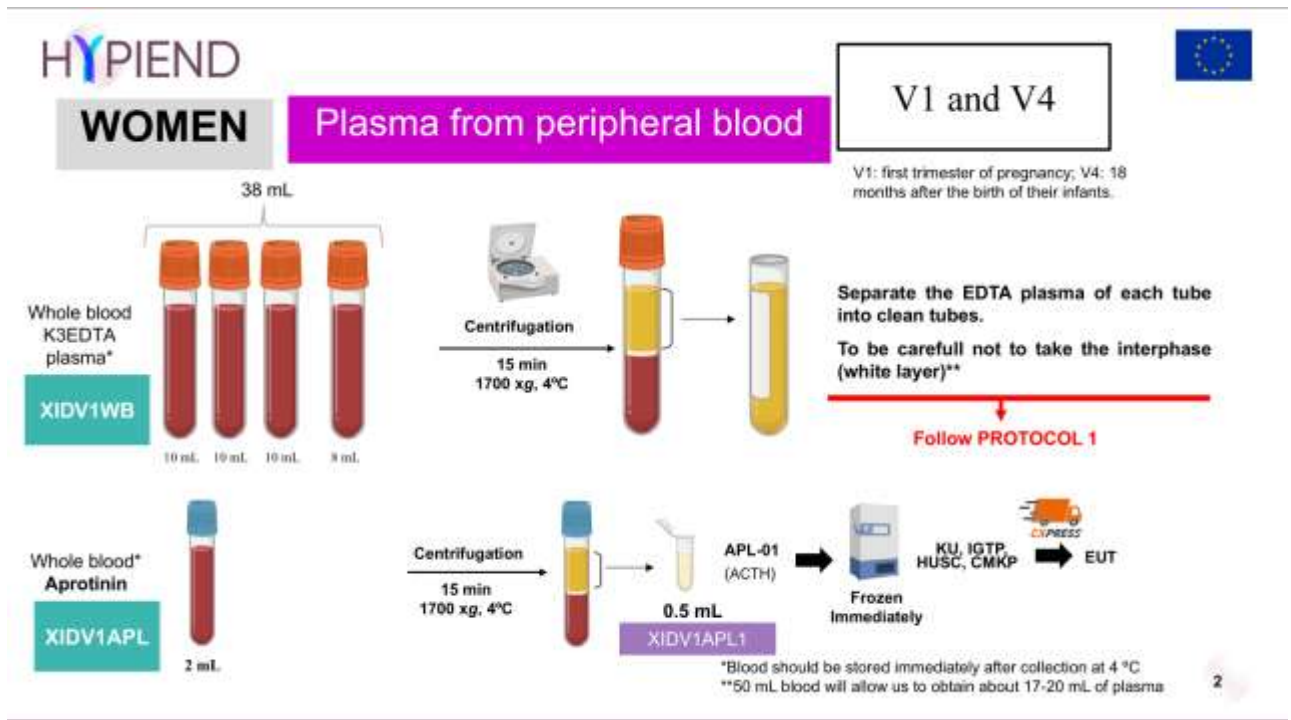 HYPIEND
WOMEN
Plasma from peripheral blood
V1 and V4
V1: first trimester of pregnancy; V4: 18
months after the birth of their infants.
38 mL
Whole blood
K3EDTA
plasma*
XIDV1WB
10 mL 10 mL 10 mL 8 mL
Centrifugation
15 min
1700 xg, 4ºC
Separate the EDTA plasma of each tube
into clean tubes.
To be carefull not to take the interphase
(white layer)**
Follow PROTOCOL 1
Whole blood*
Aprotinin
XIDV1APL
2 mL
Centrifugation
15 min
1700 xg, 4ºC
0.5 mL
XIDV1APL1
APL-01
(ACTH)
Frozen
Immediately
KU, IGTP,
HUSC, CMKP
EXPRESS
EUT
*Blood should be stored immediately after collection at 4 ºC
**50 mL blood will allow us to obtain about 17-20 mL of plasma
2